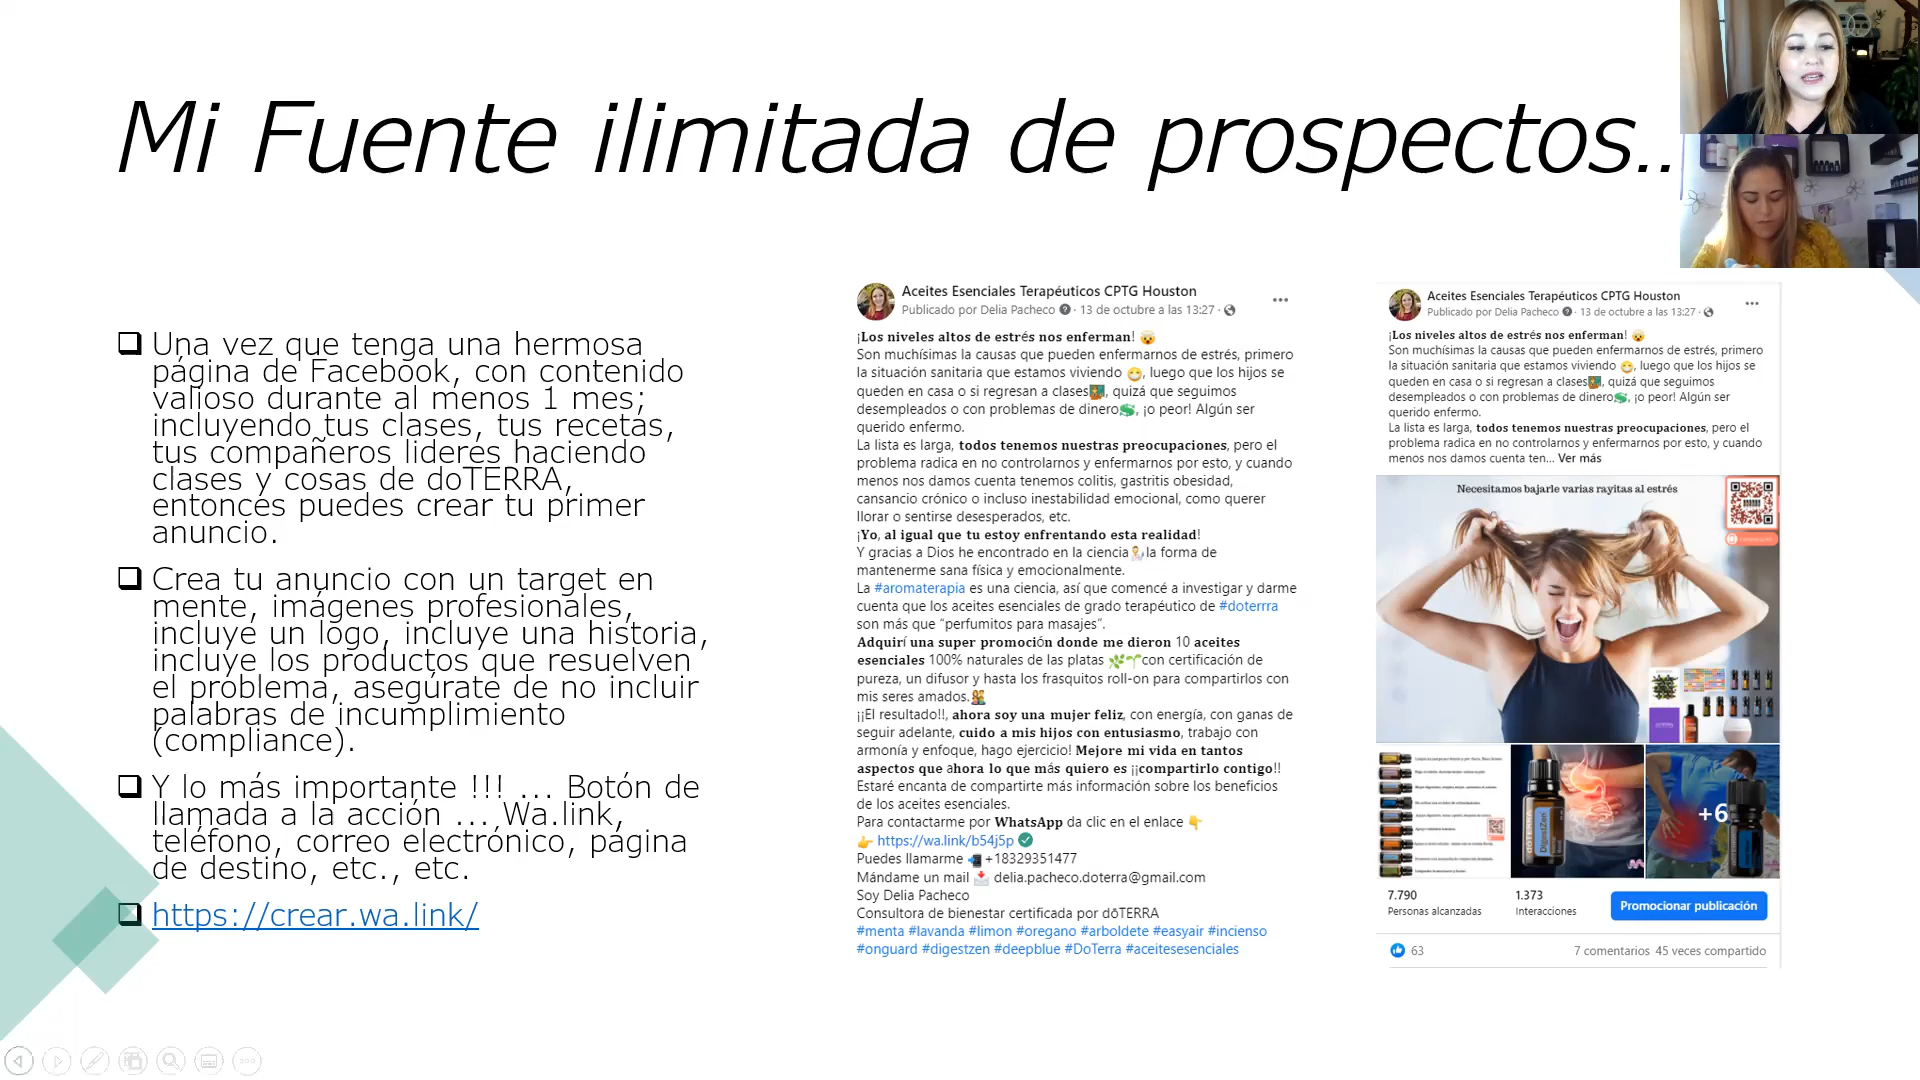 Mi Fuente ilimitada de prospectos..
Una vez que tenga una hermosa
página de Facebook, con contenido
valioso durante al menos 1 mes;
incluyendo tus clases, tus recetas,
tus compañeros lideres haciendo
clases y cosas de doTERRA,
entonces puedes crear tu primer
anuncio.
Crea tu anuncio con un target en
mente, imágenes profesionales,
incluye un logo, incluye una historia,
incluye los productos que resuelven
el problema, asegúrate de no incluir
palabras de incumplimiento
(compliance).
Y lo más importante !!! ... Botón de
llamada a la acción ... Wa.link,
teléfono, correo electrónico, página
de destino, etc., etc.
https://crear.wa.link/
Aceites Esenciales Terapéuticos CPTG Houston
Publicado por Delia Pacheco · 13 de octubre a las 13:27 ·
¡Los niveles altos de estrés nos enferman! 🤯
Son muchísimas la causas que pueden enfermarnos de estrés, primero
la situación sanitaria que estamos viviendo 😷, luego que los hijos se
queden en casa o si regresan a clases, quizá que seguimos
desempleados o con problemas de dinero💸, ¡o peor! Algún ser
querido enfermo.
La lista es larga, todos tenemos nuestras preocupaciones, pero el
problema radica en no controlarnos y enfermarnos por esto, y cuando
menos nos damos cuenta tenemos colitis, gastritis obesidad,
cansancio crónico o incluso inestabilidad emocional, como querer
llorar o sentirse desesperados, etc.
¡Yo, al igual que tu estoy enfrentando esta realidad!
Y gracias a Dios he encontrado en la ciencia la forma de
mantenerme sana física y emocionalmente.
La #aromaterapia es una ciencia, así que comencé a investigar y darme
cuenta que los aceites esenciales de grado terapéutico de #doterrra
son más que “perfumitos para masajes”.
Adquirí una super promoción donde me dieron 10 aceites
esenciales 100% naturales de las platas 🌿🌱con certificación de
pureza, un difusor y hasta los frasquitos roll-on para compartirlos con
mis seres amados.
¡¡El resultado!!, ahora soy una mujer feliz, con energía, con ganas de
seguir adelante, cuido a mis hijos con entusiasmo, trabajo con
armonía y enfoque, hago ejercicio! Mejore mi vida en tantos
aspectos que ahora lo que más quiero es ¡¡compartirlo contigo!!
Estaré encanta de compartirte más información sobre los beneficios
de los aceites esenciales.
Para contactarme por WhatsApp da clic en el enlace 👇
👉 https://wa.link/b54j5p
Puedes llamarme 📲+18329351477
Mándame un mail 📩 delia.pacheco.doterra@gmail.com
Soy Delia Pacheco
Consultora de bienestar certificada por dōTERRA
#menta #lavanda #limon #oregano #arboldete #easyair #incienso
#onguard #digestzen #deepblue #DoTerra #aceitesesenciales
Aceites Esenciales Terapéuticos CPTG Houston
Publicado por Delia Pacheco · 13 de octubre a las 13:27 ·
¡Los niveles altos de estrés nos enferman! 🤯
Son muchísimas la causas que pueden enfermarnos de estrés, primero
la situación sanitaria que estamos viviendo 😷, luego que los hijos se
queden en casa o si regresan a clases, quizá que seguimos
desempleados o con problemas de dinero💸, ¡o peor! Algún ser
querido enfermo.
La lista es larga, todos tenemos nuestras preocupaciones, pero el
problema radica en no controlarnos y enfermarnos por esto, y cuando
menos nos damos cuenta ten... Ver más
Necesitamos bajarle varias rayitas al estrés
dōTERRA
DigestZen
+6
7.790
Personas alcanzadas
1.373
Interacciones
Promocionar publicación
63
7 comentarios 45 veces compartido